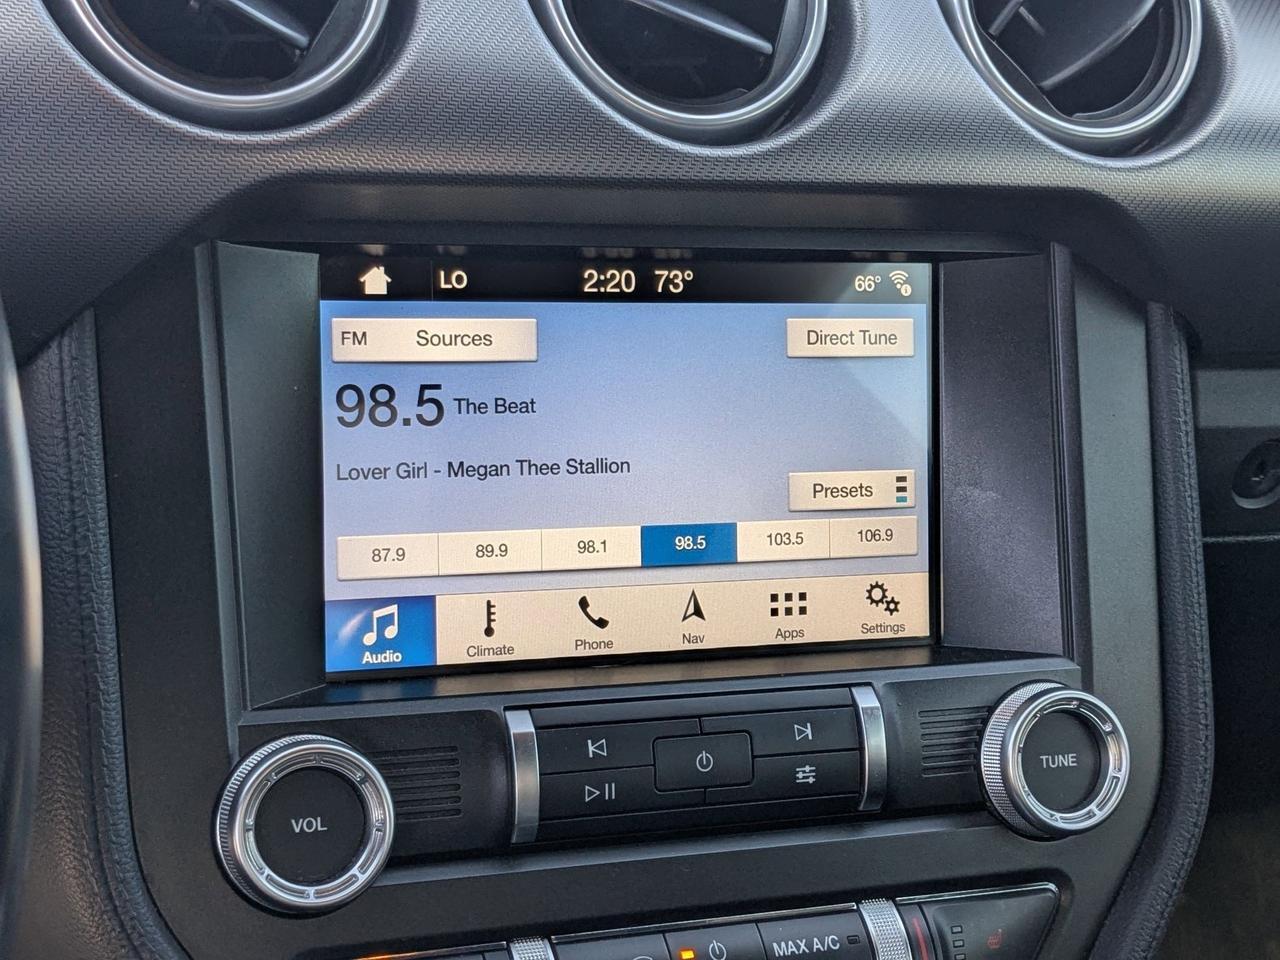 LO 2:20 73° 66°
FM Sources Direct Tune
98.5 The Beat
Lover Girl - Megan Thee Stallion
Presets
87.9 89.9 98.1 98.5 103.5 106.9
Audio Climate Phone Nav Apps Settings
VOL TUNE
MAX A/C